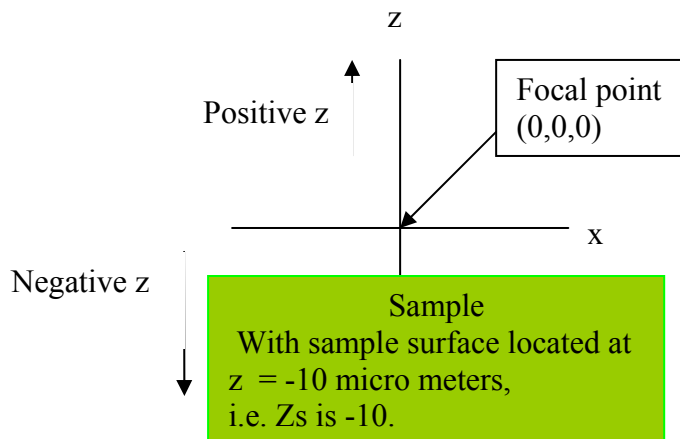 z
Positive z
Focal point
(0,0,0)
x
Negative z
Sample
With sample surface located at
z = -10 micro meters,
i.e. Zs is -10.